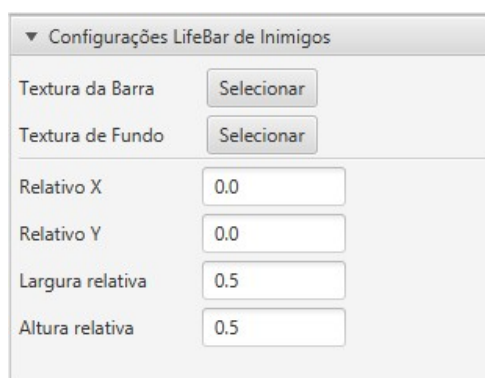 Configurações LifeBar de Inimigos
Textura da Barra Selecionar
Textura de Fundo Selecionar
Relativo X 0.0
Relativo Y 0.0
Largura relativa 0.5
Altura relativa 0.5